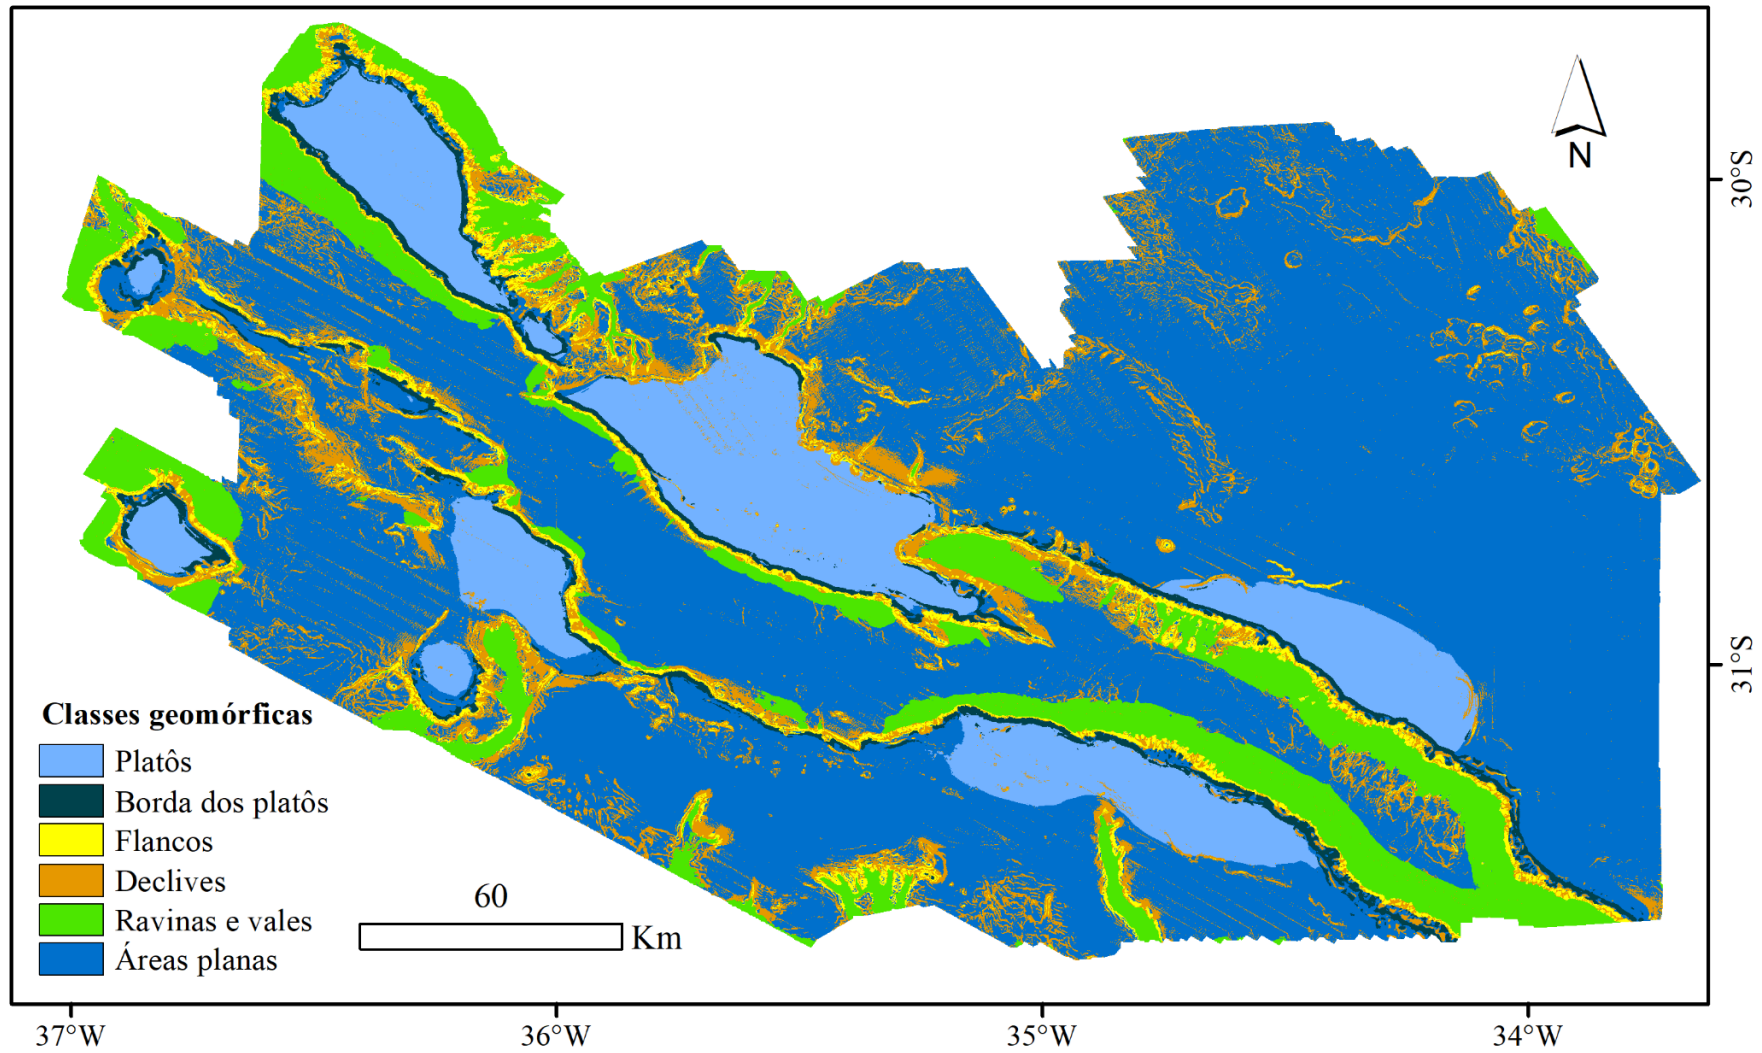 N
30°S
31°S
Classes geomórficas
Platôs
Borda dos platôs
Flancos
Declives
Ravinas e vales
Áreas planas
60
Km
37°W
36°W
35°W
34°W